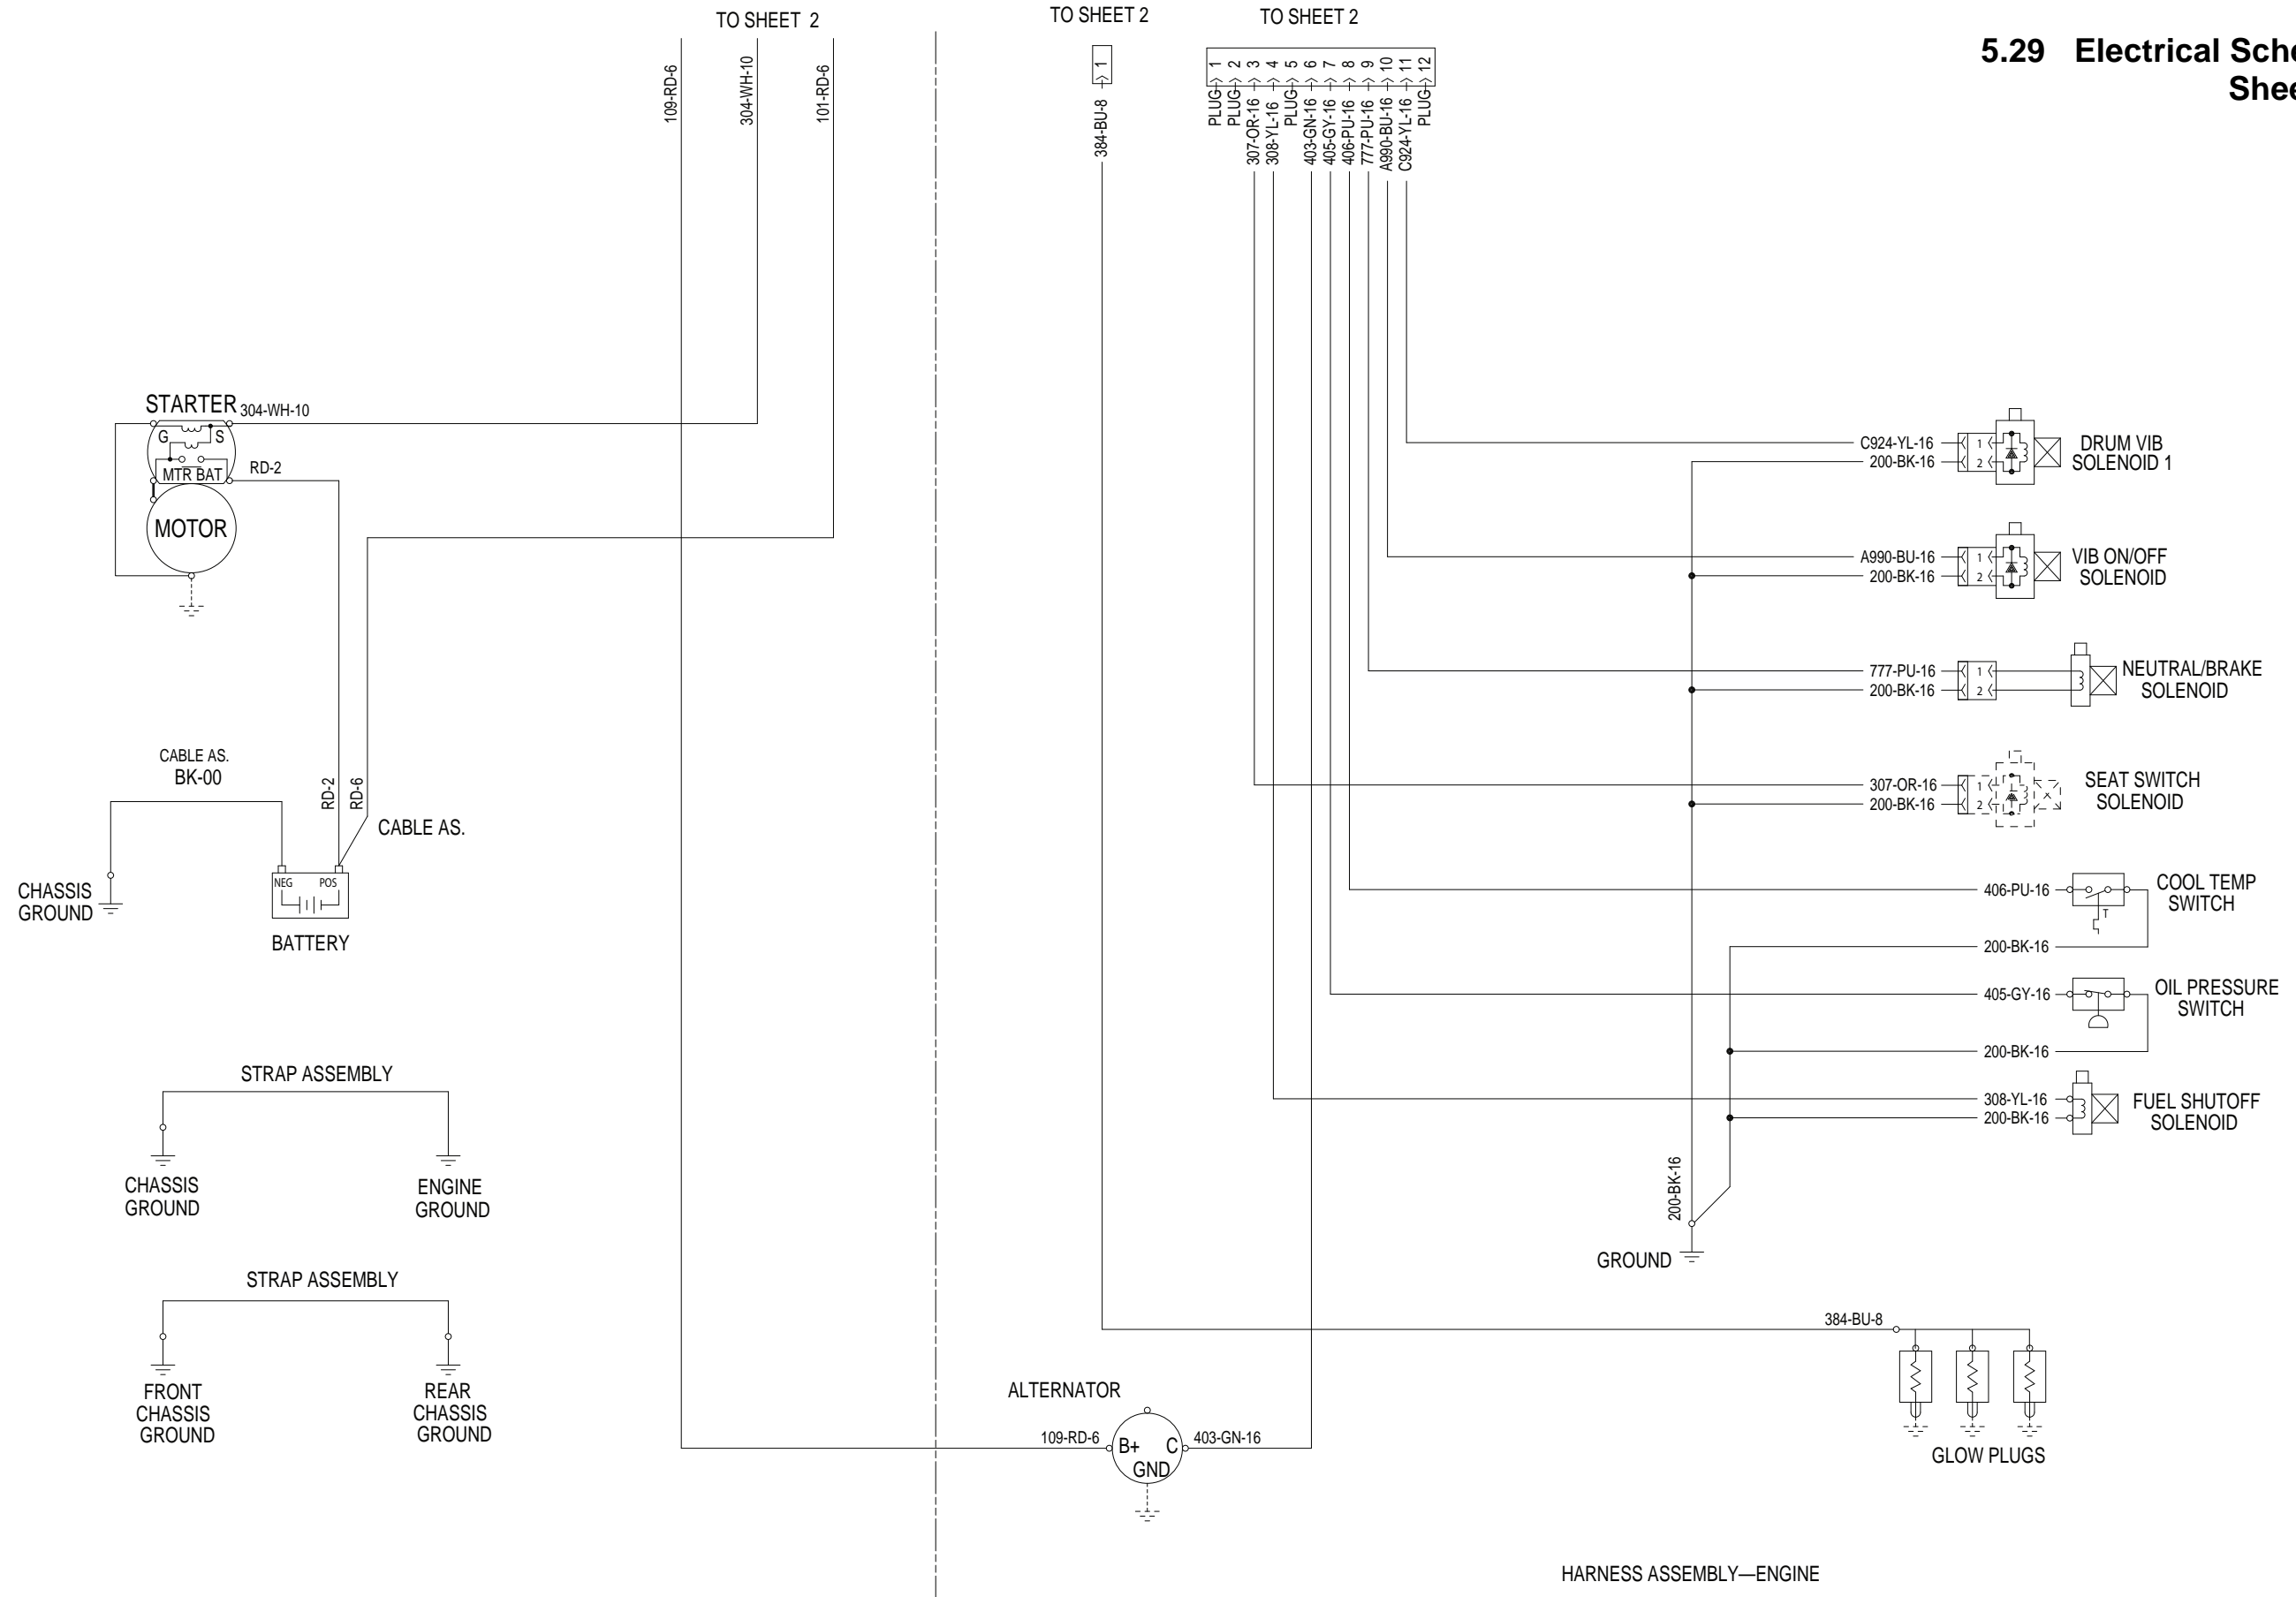 TO SHEET 2
TO SHEET 2
TO SHEET 2
5.29 Electrical Sche
Shee
109-RD-6
304-WH-10
101-RD-6
1
384-BU-8
1 2 3 4 5 6 7 8 9 10 11 12
PLUG
PLUG
307-OR-16
308-YL-16
PLUG
403-GN-16
405-GY-16
406-PU-16
777-PU-16
A990-BU-16
C924-YL-16
PLUG
STARTER
304-WH-10
G S
MTR BAT
RD-2
MOTOR
CABLE AS.
BK-00
RD-2
RD-6
CABLE AS.
NEG POS
CHASSIS
GROUND
BATTERY
STRAP ASSEMBLY
CHASSIS
GROUND
ENGINE
GROUND
STRAP ASSEMBLY
FRONT
CHASSIS
GROUND
REAR
CHASSIS
GROUND
C924-YL-16 1
200-BK-16 2
DRUM VIB
SOLENOID 1
A990-BU-16 1
200-BK-16 2
VIB ON/OFF
SOLENOID
777-PU-16 1
200-BK-16 2
NEUTRAL/BRAKE
SOLENOID
307-OR-16 1
200-BK-16 2
SEAT SWITCH
SOLENOID
406-PU-16
T
200-BK-16
COOL TEMP
SWITCH
405-GY-16
200-BK-16
OIL PRESSURE
SWITCH
308-YL-16
200-BK-16
FUEL SHUTOFF
SOLENOID
200-BK-16
GROUND
384-BU-8
GLOW PLUGS
ALTERNATOR
109-RD-6
B+ C
GND
403-GN-16
HARNESS ASSEMBLY—ENGINE